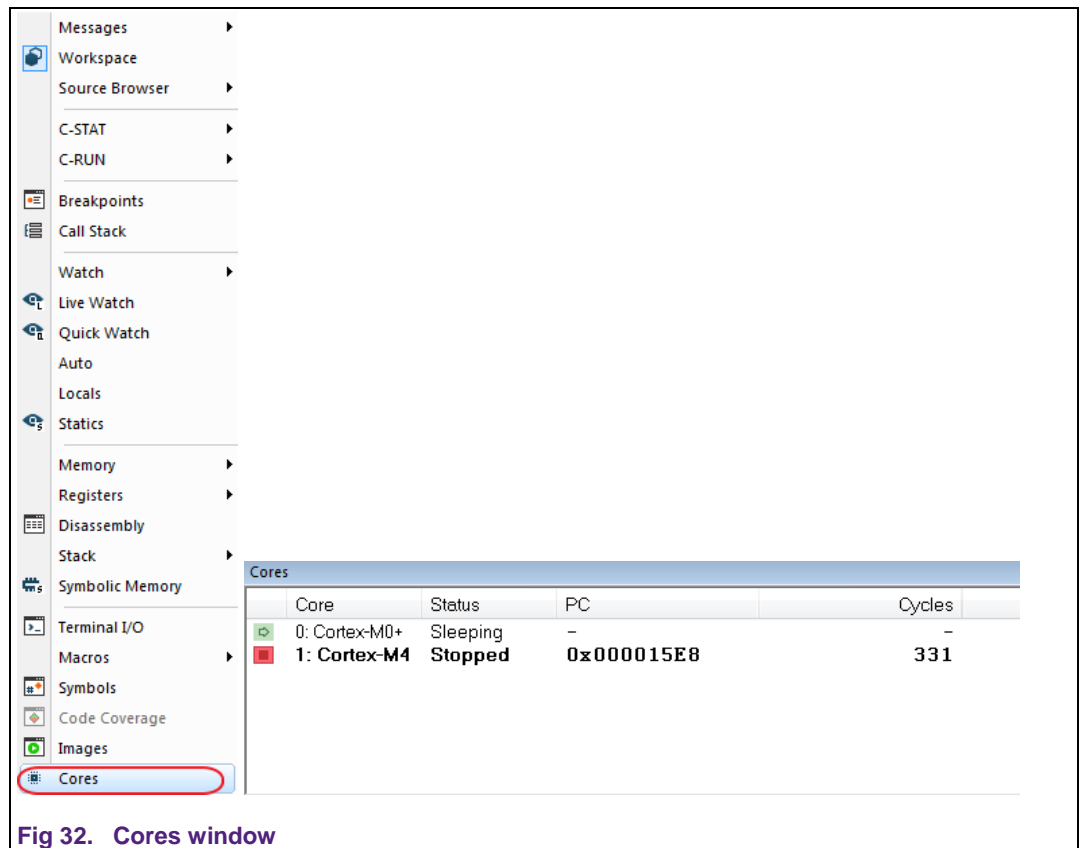 Messages
Workspace
Source Browser
C-STAT
C-RUN
Breakpoints
Call Stack
Watch
Live Watch
Quick Watch
Auto
Locals
Statics
Memory
Registers
Disassembly
Stack
Symbolic Memory
Terminal I/O
Macros
Symbols
Code Coverage
Images
Cores
Cores
Core Status PC Cycles
0: Cortex-M0+ Sleeping – –
1: Cortex-M4 Stopped 0x000015E8 331
Fig 32. Cores window